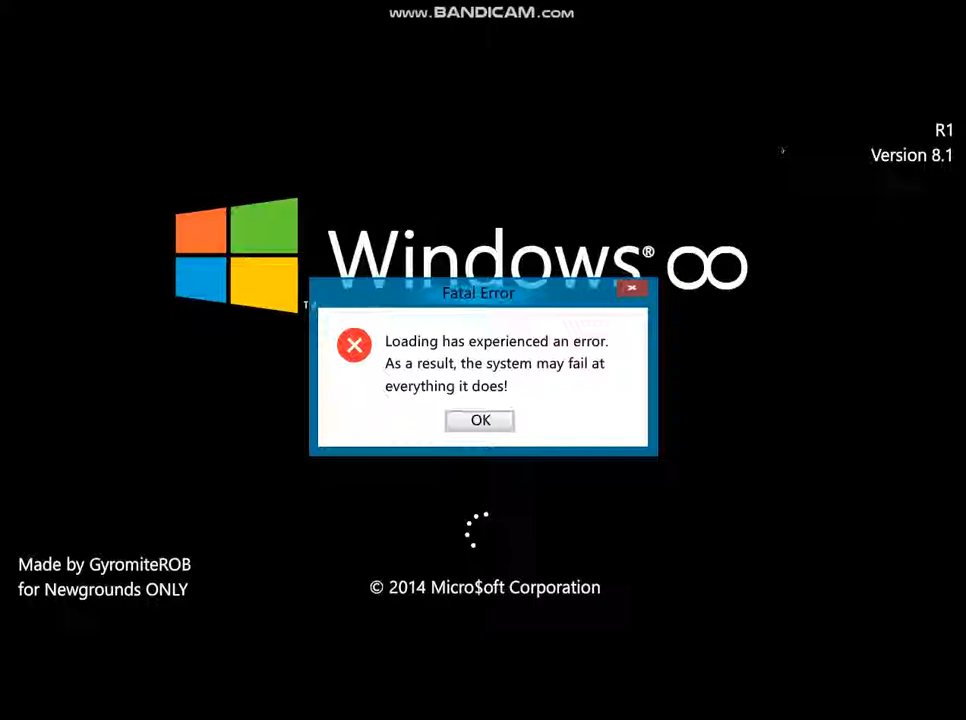 WWW.BANDICAM.COM
R1
Version 8.1
Windows® ∞
TM
Fatal Error
Loading has experienced an error.
As a result, the system may fail at
everything it does!
OK
Made by GyromiteROB
for Newgrounds ONLY
© 2014 Micro$oft Corporation